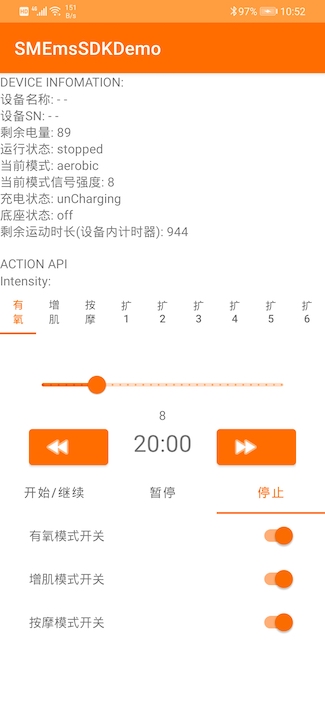 HD 4G 151 B/s 97% 10:52
SMEmsSDKDemo
DEVICE INFOMATION:
设备名称: - -
设备SN: - -
剩余电量: 89
运行状态: stopped
当前模式: aerobic
当前模式信号强度: 8
充电状态: unCharging
底座状态: off
剩余运动时长(设备内计时器): 944
ACTION API
Intensity:
有氧 增肌 按摩 扩1 扩2 扩3 扩4 扩5 扩6
8
20:00
开始/继续 暂停 停止
有氧模式开关
增肌模式开关
按摩模式开关